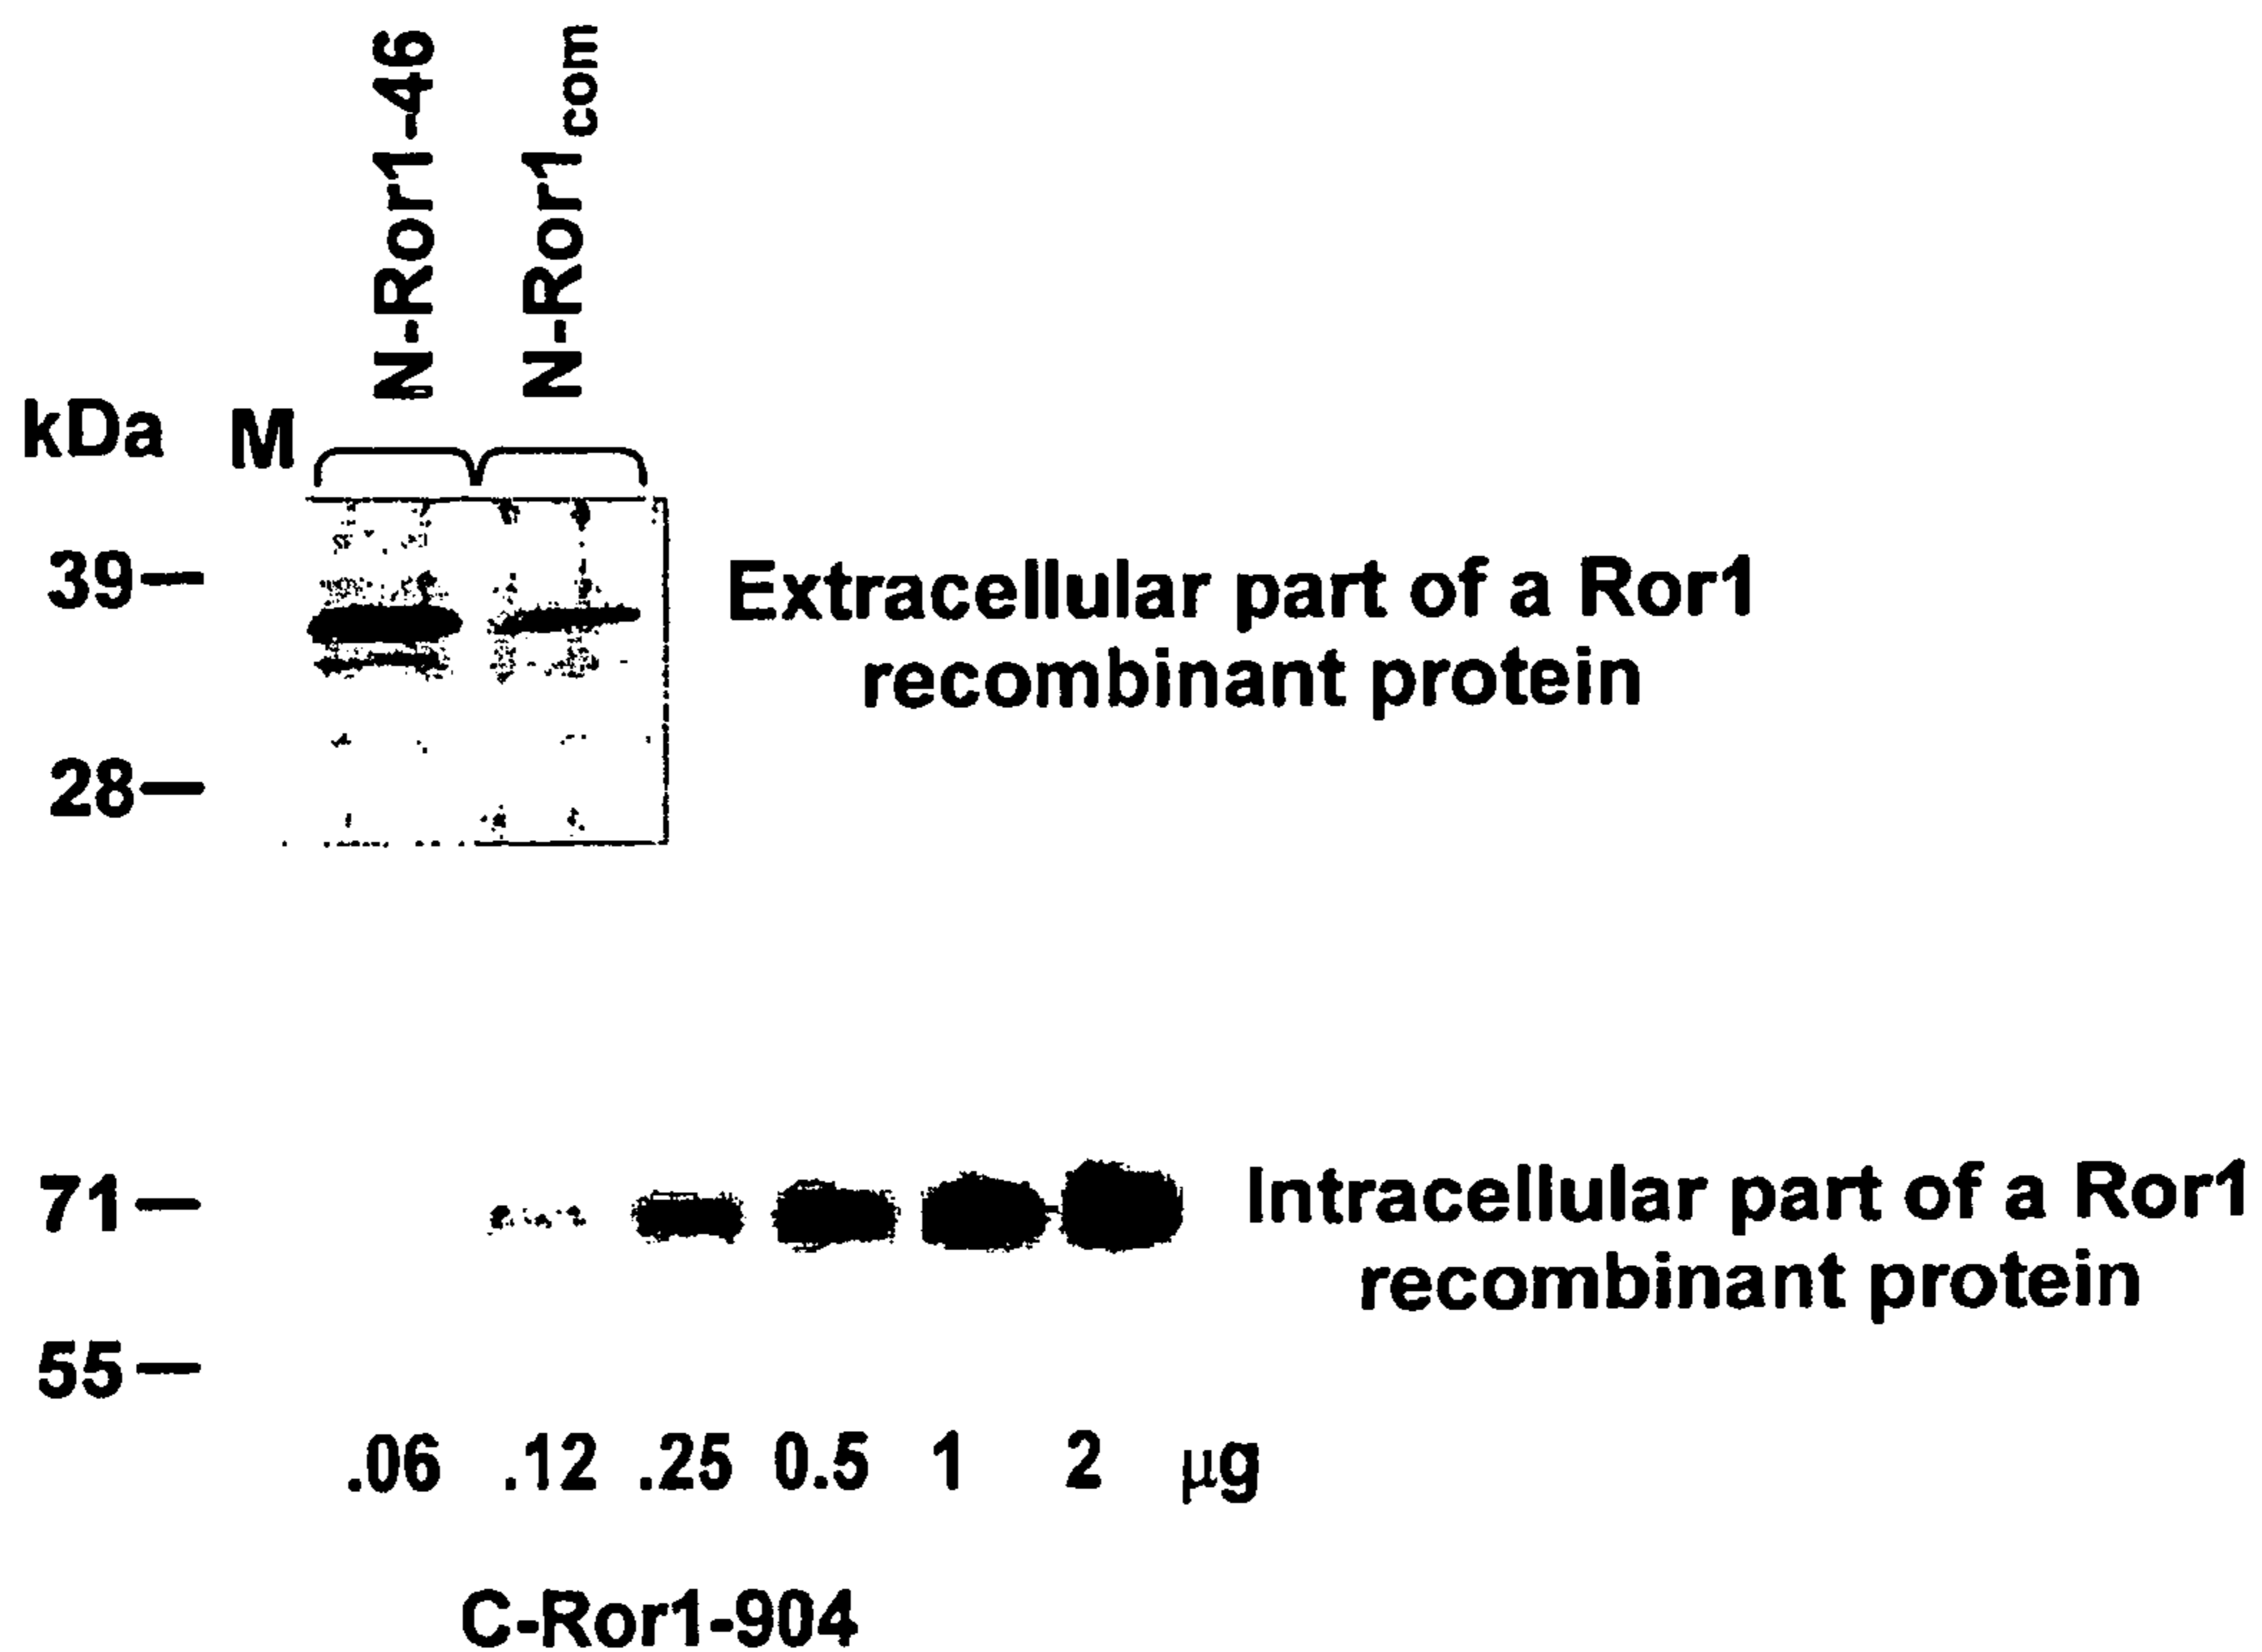 N-Ror1-46
N-Ror1com
kDa M
39
Extracellular part of a Ror1
recombinant protein
28
71
Intracellular part of a Ror1
recombinant protein
55
.06 .12 .25 0.5 1 2 µg
C-Ror1-904